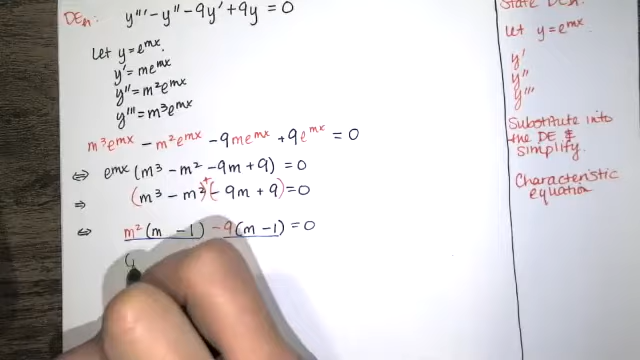 DEn: y''' - y'' - 9y' + 9y = 0
Let y = e^mx.
y' = me^mx
y'' = m²e^mx
y''' = m³e^mx
m³e^mx - m²e^mx - 9me^mx + 9e^mx = 0
⇔ e^mx (m³ - m² - 9m + 9) = 0
⇒ (m³ - m²)+(- 9m + 9) = 0
⇔ m²(m - 1) - 9(m - 1) = 0
(
State DEn.
Let y = e^mx
y'
y''
y'''
Substitute into
the DE &
simplify.
Characteristic
equation